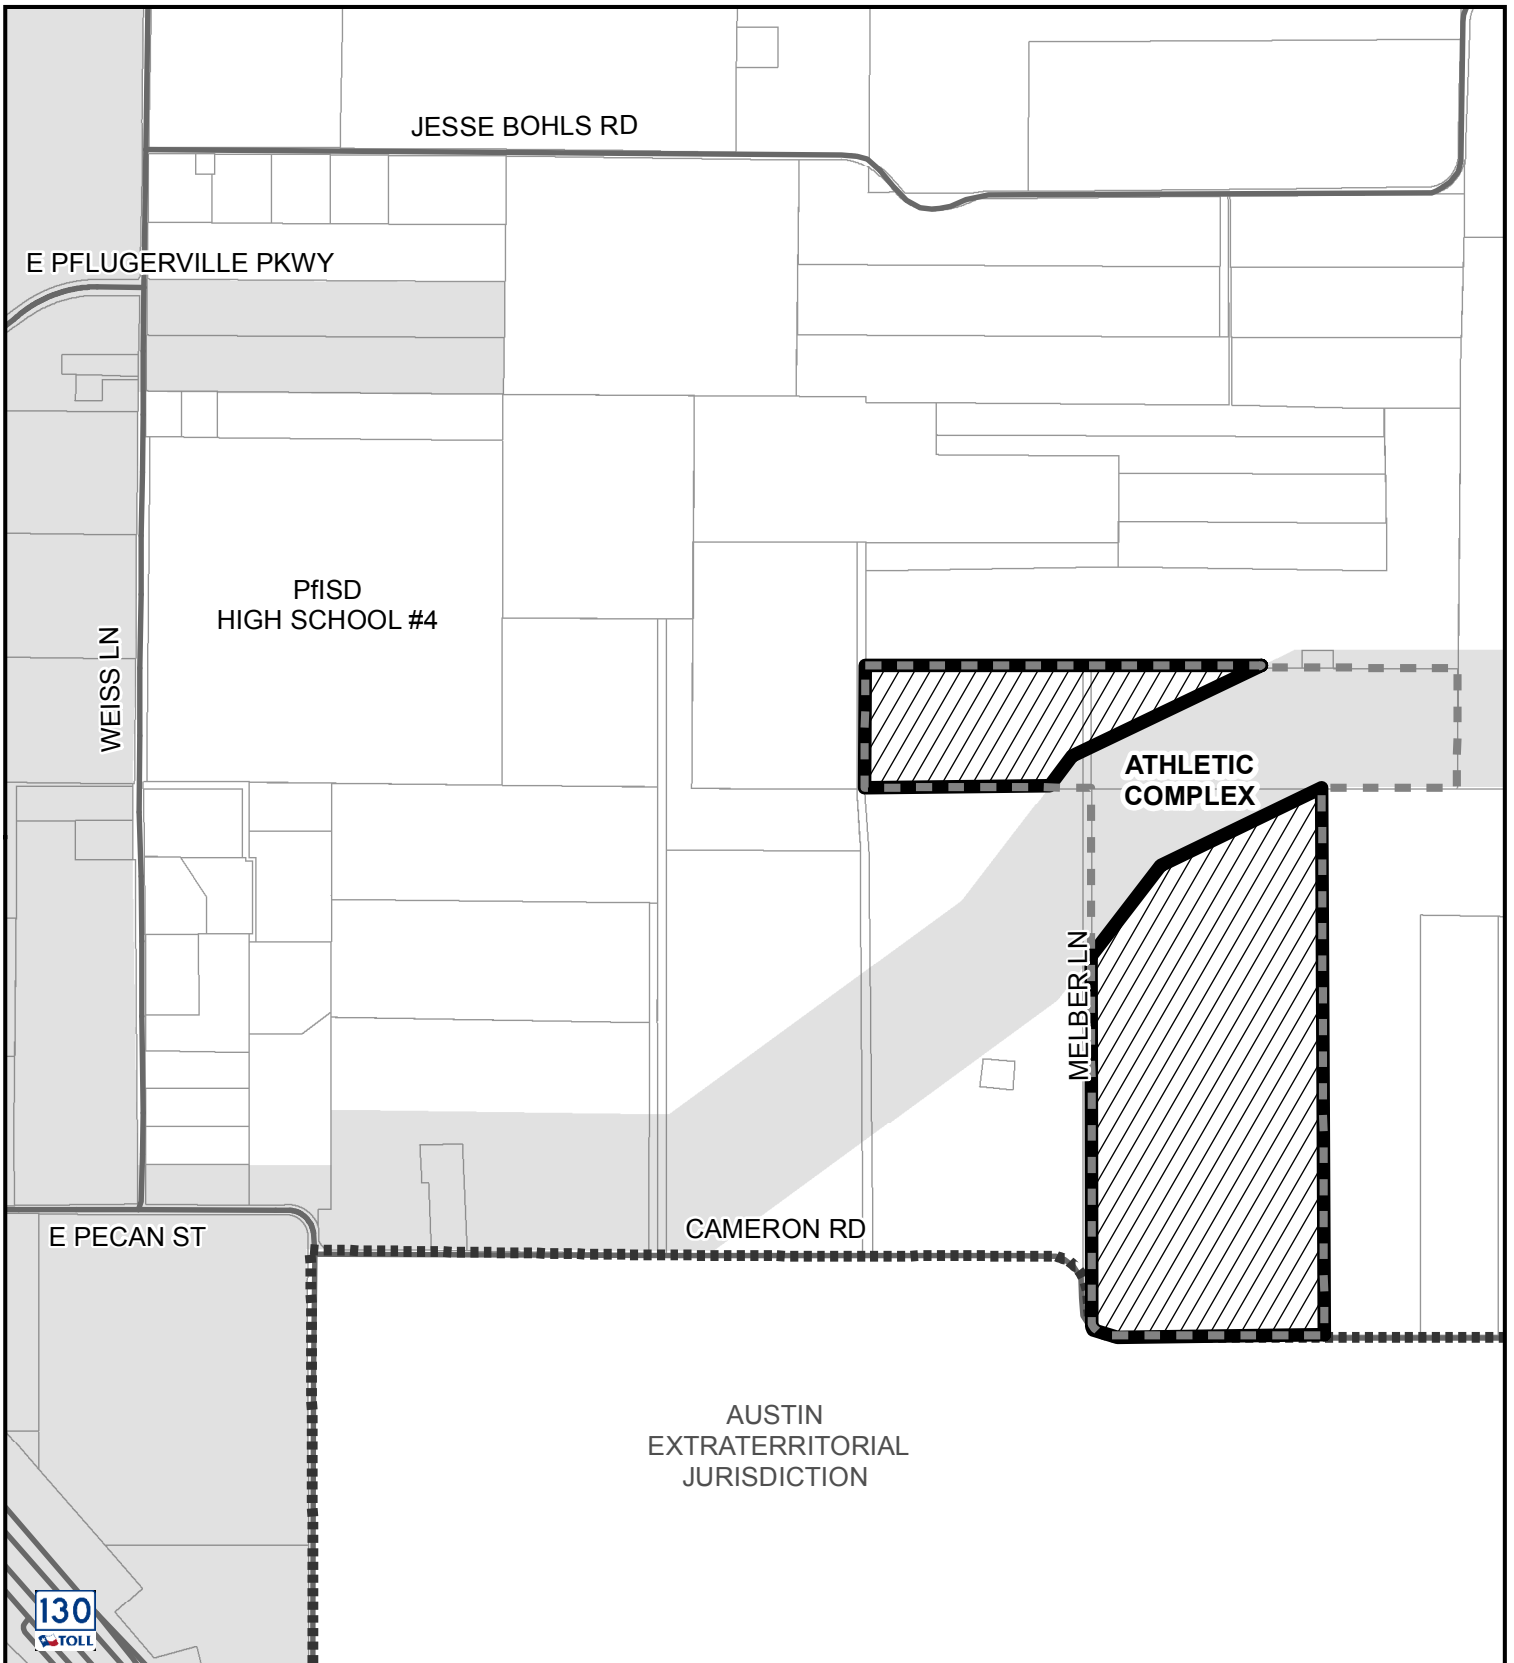 JESSE BOHLS RD
E PFLUGERVILLE PKWY
PfISD
HIGH SCHOOL #4
WEISS LN
ATHLETIC
COMPLEX
MELBER LN
E PECAN ST
CAMERON RD
AUSTIN
EXTRATERRITORIAL
JURISDICTION
130
TOLL